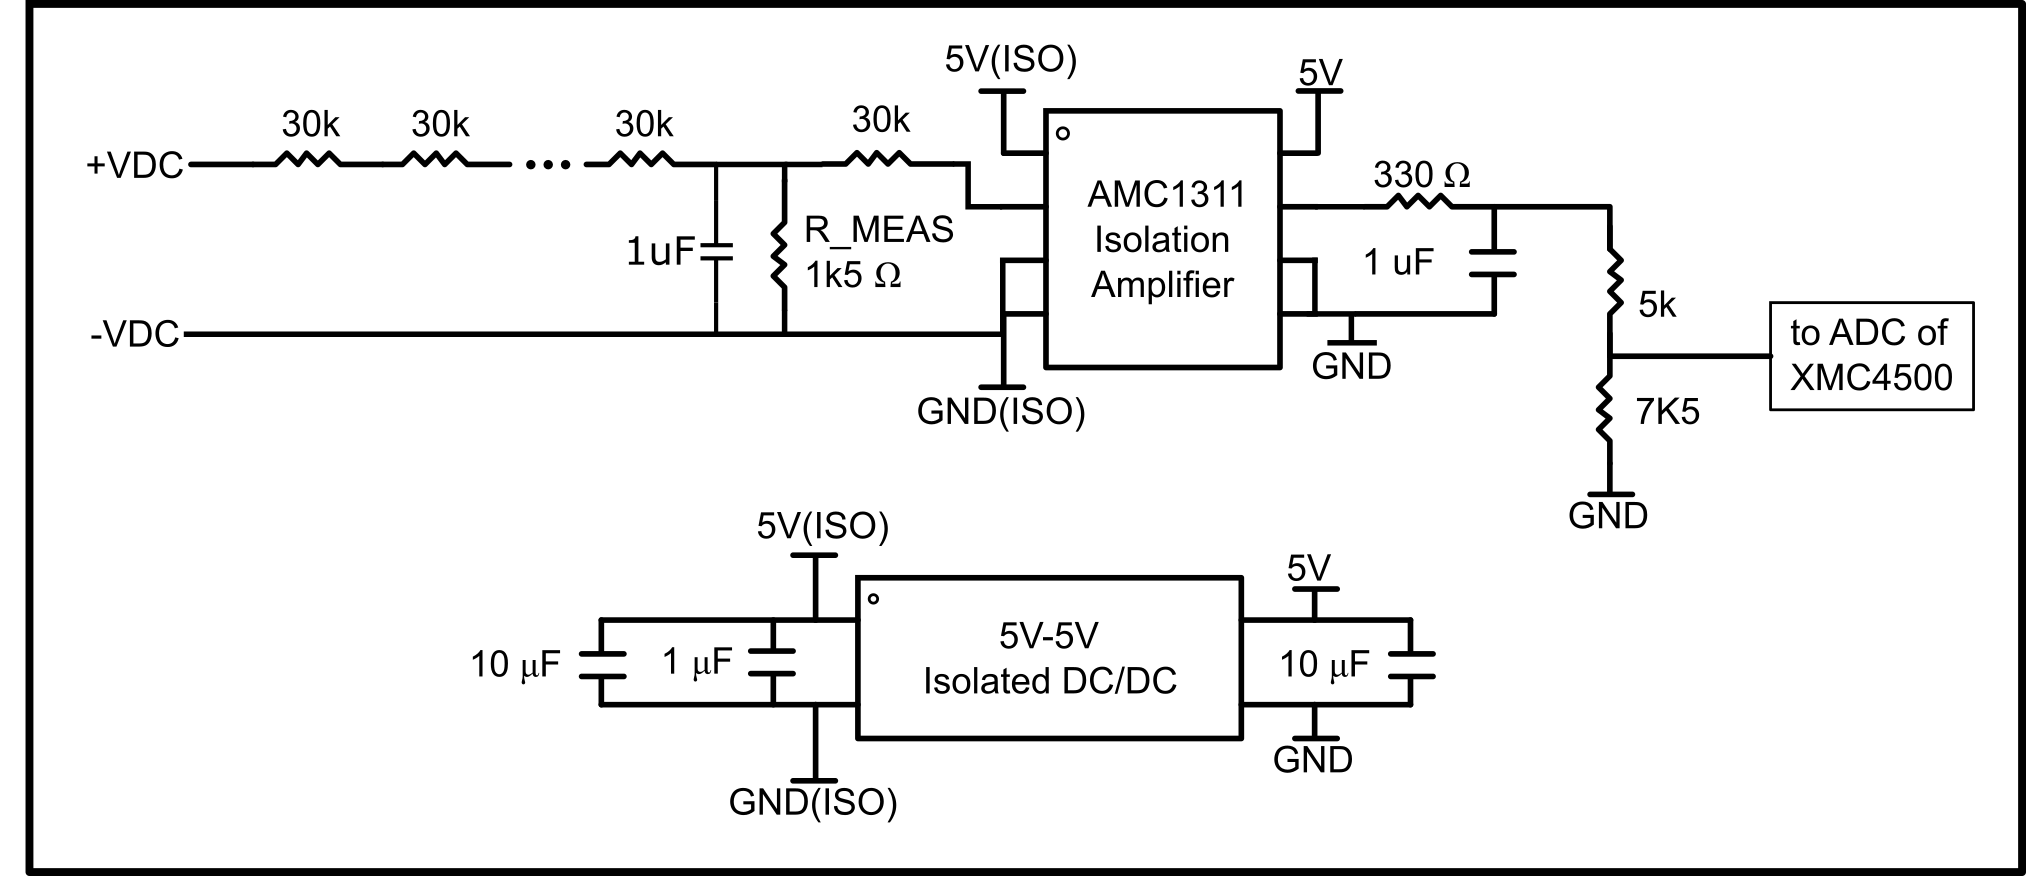 5V(ISO)
5V
30k
30k
30k
30k
+VDC
330 Ω
AMC1311
Isolation
Amplifier
R_MEAS
1k5 Ω
1uF
1 uF
5k
-VDC
to ADC of
XMC4500
GND
GND(ISO)
7K5
GND
5V(ISO)
5V
5V-5V
Isolated DC/DC
10 µF
1 µF
10 µF
GND
GND(ISO)